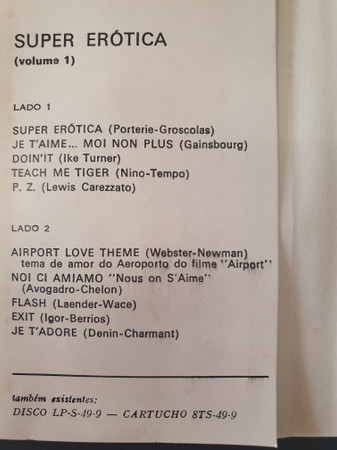 SUPER ERÓTICA
(volume 1)
LADO 1
SUPER ERÓTICA (Porterie-Groscolas)
JE T'AIME... MOI NON PLUS (Gainsbourg)
DOIN'IT (Ike Turner)
TEACH ME TIGER (Nino-Tempo)
P. Z. (Lewis Carezzato)
LADO 2
AIRPORT LOVE THEME (Webster-Newman)
tema de amor do Aeroporto do filme "Airport"
NOI CI AMIAMO "Nous on S'Aime"
(Avogadro-Chelon)
FLASH (Laender-Wace)
EXIT (Igor-Berrios)
JE T'ADORE (Denin-Charmant)
também existentes:
DISCO LP-S-49-9 — CARTUCHO 8TS-49-9